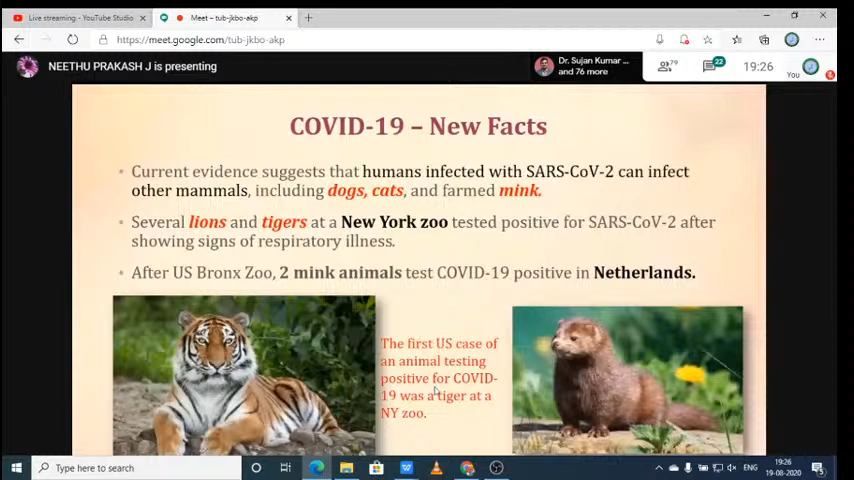 Live streaming - YouTube Studio
Meet – tub-jkbo-akp
https://meet.google.com/tub-jkbo-akp
NEETHU PRAKASH J is presenting
Dr. Sujan Kumar ...
and 76 more
79
22
19:26
You
COVID-19 – New Facts
• Current evidence suggests that humans infected with SARS-CoV-2 can infect
other mammals, including dogs, cats, and farmed mink.
• Several lions and tigers at a New York zoo tested positive for SARS-CoV-2 after
showing signs of respiratory illness.
• After US Bronx Zoo, 2 mink animals test COVID-19 positive in Netherlands.
The first US case of
an animal testing
positive for COVID-
19 was a tiger at a
NY zoo.
Type here to search
19:26
19-08-2020